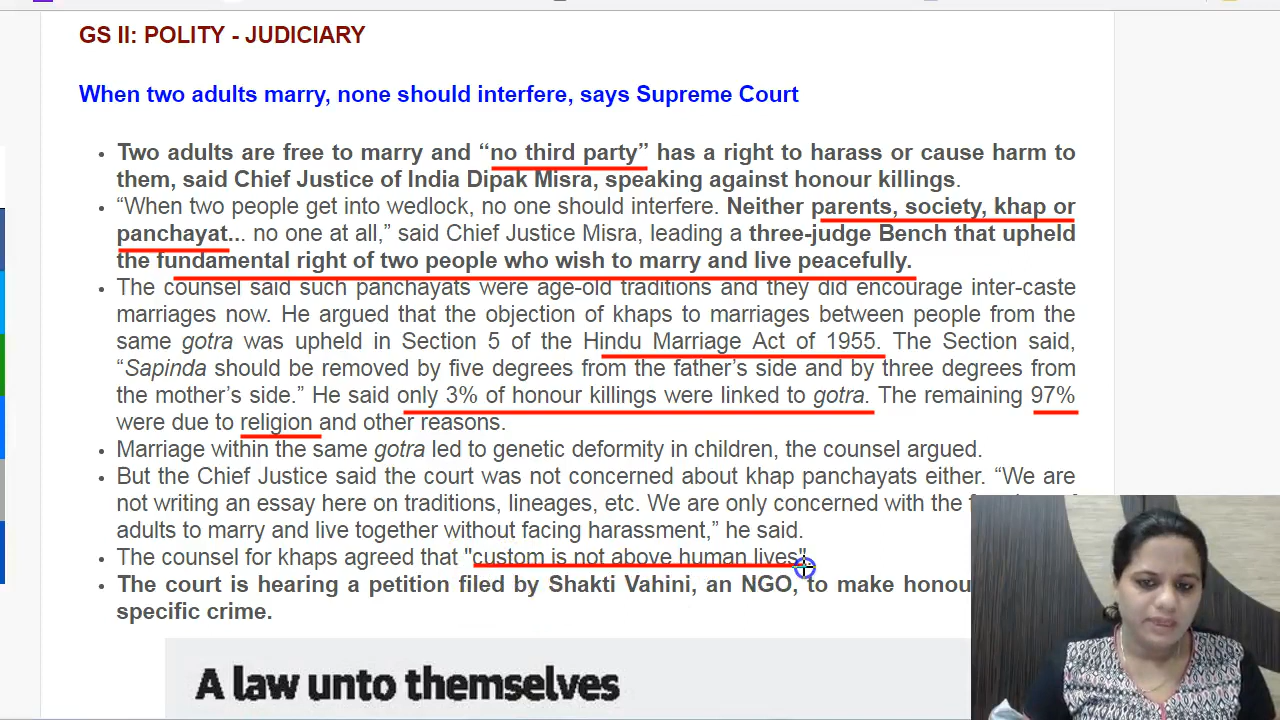 GS II: POLITY - JUDICIARY
When two adults marry, none should interfere, says Supreme Court
• Two adults are free to marry and “no third party” has a right to harass or cause harm to
them, said Chief Justice of India Dipak Misra, speaking against honour killings.
• “When two people get into wedlock, no one should interfere. Neither parents, society, khap or
panchayat... no one at all,” said Chief Justice Misra, leading a three-judge Bench that upheld
the fundamental right of two people who wish to marry and live peacefully.
• The counsel said such panchayats were age-old traditions and they did encourage inter-caste
marriages now. He argued that the objection of khaps to marriages between people from the
same gotra was upheld in Section 5 of the Hindu Marriage Act of 1955. The Section said,
“Sapinda should be removed by five degrees from the father’s side and by three degrees from
the mother’s side.” He said only 3% of honour killings were linked to gotra. The remaining 97%
were due to religion and other reasons.
• Marriage within the same gotra led to genetic deformity in children, the counsel argued.
• But the Chief Justice said the court was not concerned about khap panchayats either. “We are
not writing an essay here on traditions, lineages, etc. We are only concerned with the
adults to marry and live together without facing harassment,” he said.
• The counsel for khaps agreed that "custom is not above human lives".
• The court is hearing a petition filed by Shakti Vahini, an NGO, to make
specific crime.
A law unto themselves